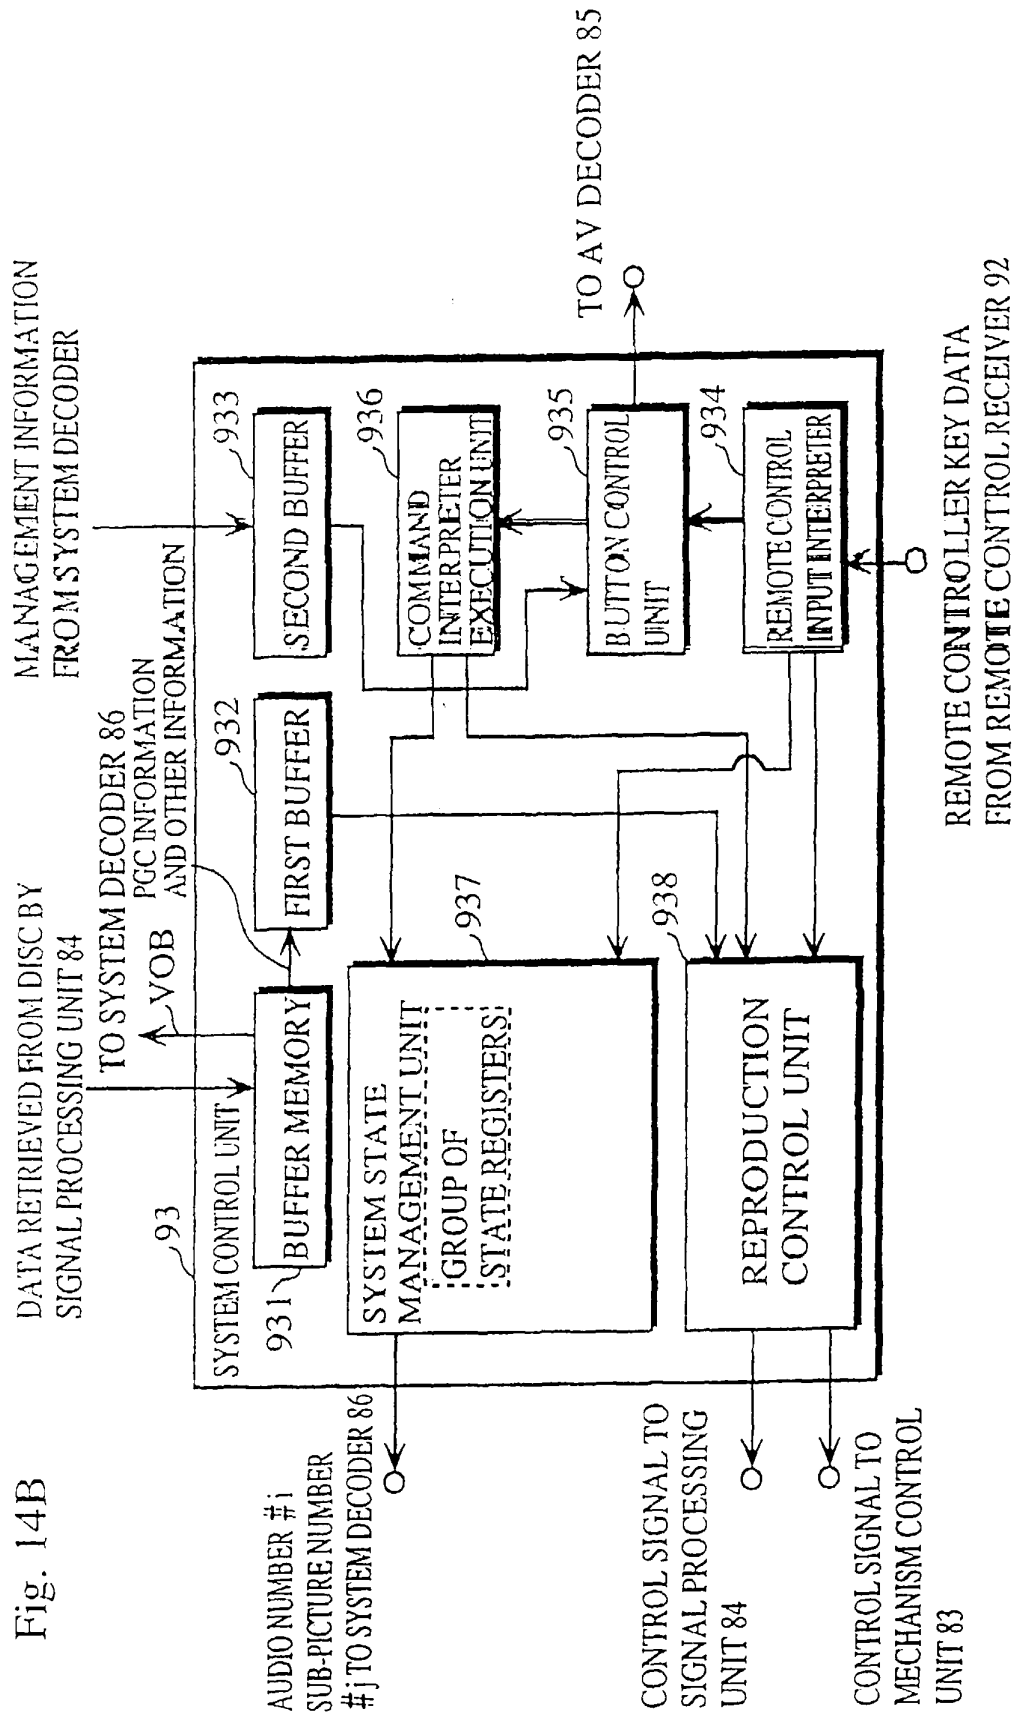 Fig. 14B
DATA RETRIEVED FROM DISC BY
SIGNAL PROCESSING UNIT 84
TO SYSTEM DECODER 86
VOB
PGC INFORMATION
AND OTHER INFORMATION
MANAGEMENT INFORMATION
FROM SYSTEM DECODER
93
SYSTEM CONTROL UNIT
931
BUFFER MEMORY
932
FIRST BUFFER
933
SECOND BUFFER
936
COMMAND
INTERPRETER
EXECUTION UNIT
935
BUTTON CONTROL
UNIT
934
REMOTE CONTROL
INPUT INTERPRETER
937
SYSTEM STATE
MANAGEMENT UNIT
GROUP OF
STATE REGISTERS
938
REPRODUCTION
CONTROL UNIT
TO AV DECODER 85
AUDIO NUMBER #i
SUB-PICTURE NUMBER
#j TO SYSTEM DECODER 86
CONTROL SIGNAL TO
SIGNAL PROCESSING
UNIT 84
CONTROL SIGNAL TO
MECHANISM CONTROL
UNIT 83
REMOTE CONTROLLER KEY DATA
FROM REMOTE CONTROL RECEIVER 92